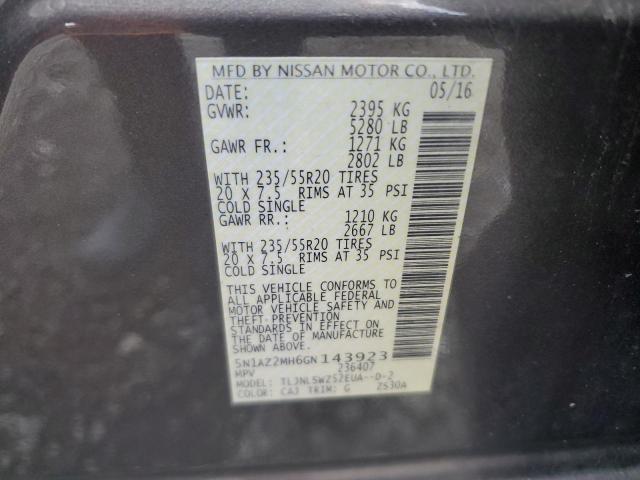 MFD BY NISSAN MOTOR CO., LTD.
DATE: 05/16
GVWR: 2395 KG
5280 LB
GAWR FR.: 1271 KG
2802 LB
WITH 235/55R20 TIRES
20 X 7.5 RIMS AT 35 PSI
COLD SINGLE
GAWR RR.: 1210 KG
2667 LB
WITH 235/55R20 TIRES
20 X 7.5 RIMS AT 35 PSI
COLD SINGLE
THIS VEHICLE CONFORMS TO
ALL APPLICABLE FEDERAL
MOTOR VEHICLE SAFETY AND
THEFT PREVENTION
STANDARDS IN EFFECT ON
THE DATE OF MANUFACTURE
SHOWN ABOVE.
5N1AZ2MH6GN143923
MPV 236407
MODEL: TLJNLSWZS2EUA--D-2
COLOR: CAJ TRIM: G ZS30A